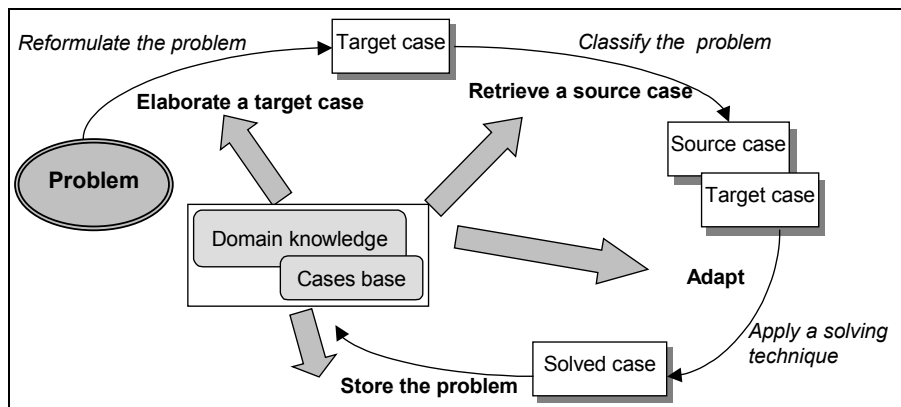 Reformulate the problem
Target case
Classify the  problem
Elaborate a target case
Retrieve a source case
Source case
Problem
Target case
Domain knowledge
Cases base
Adapt
Apply a solving
technique
Solved case
Store the problem